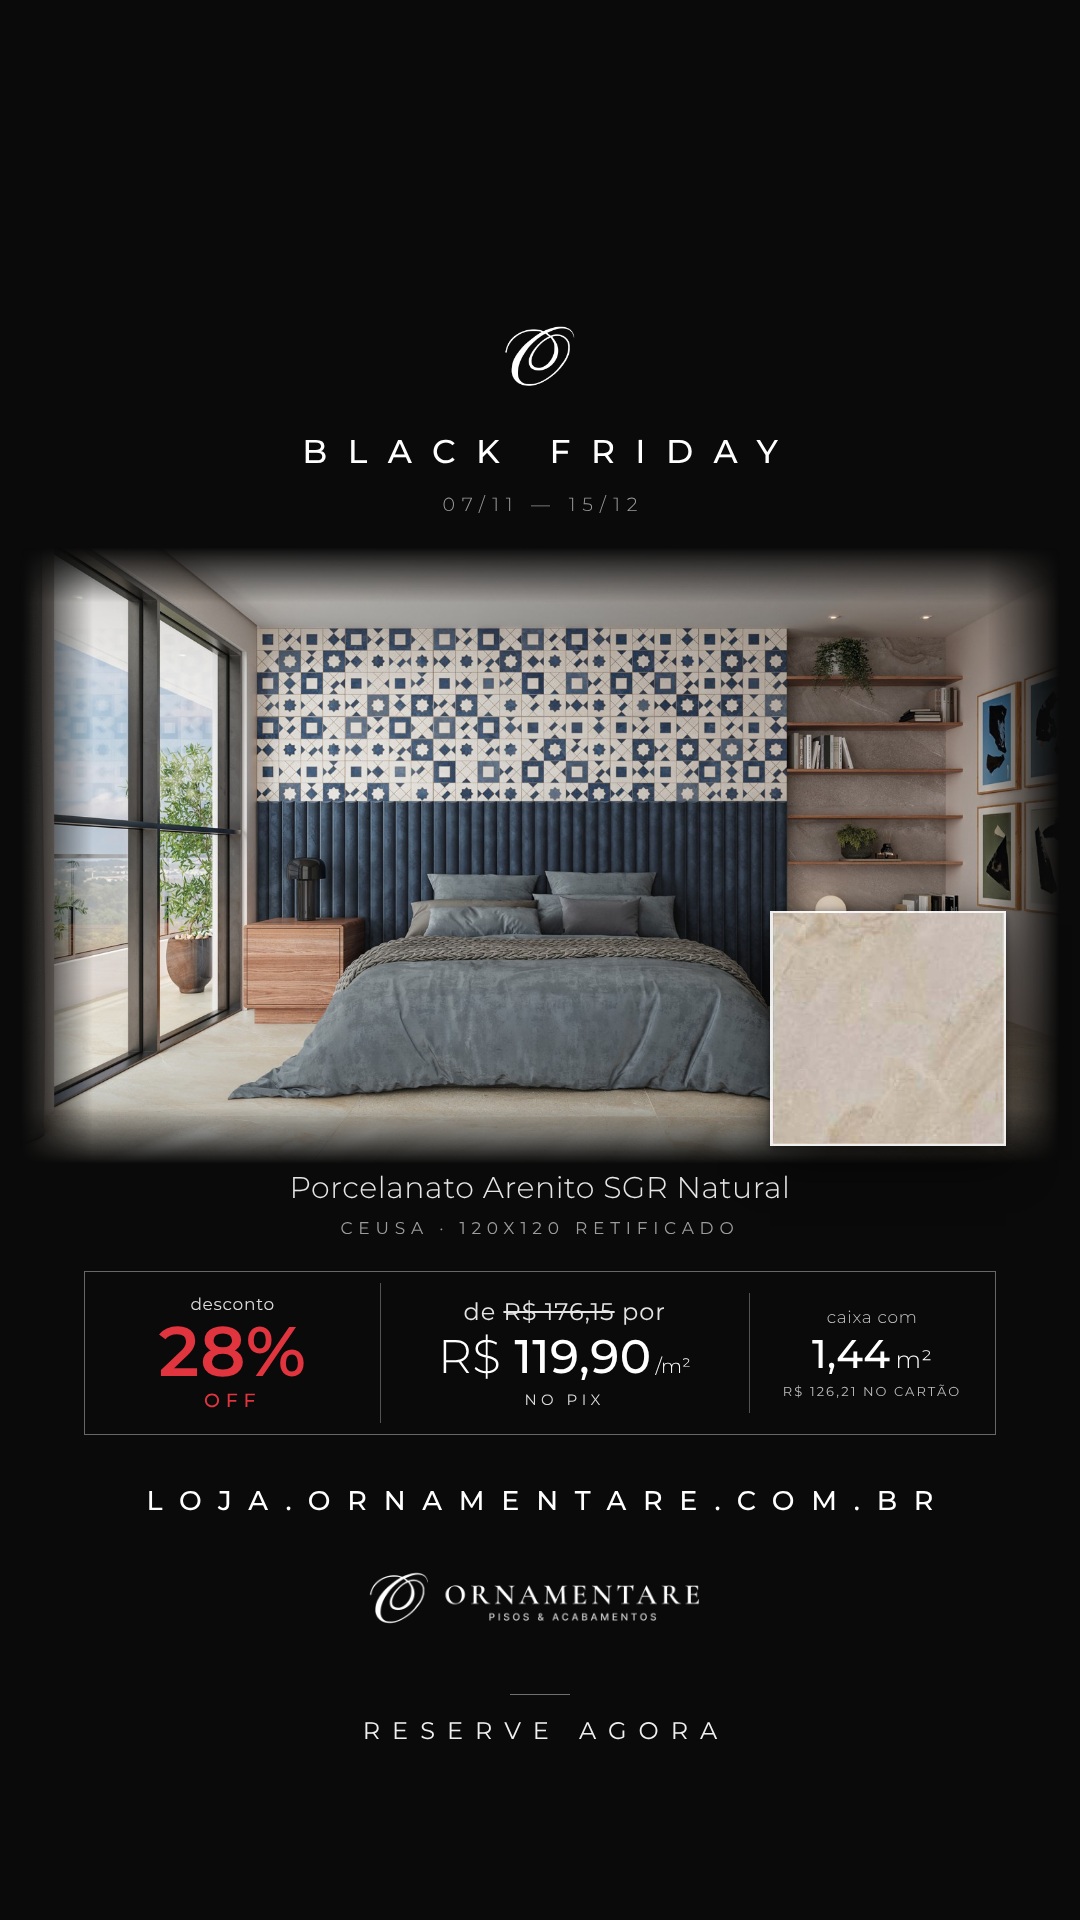 BLACK FRIDAY
07/11 — 15/12
Porcelanato Arenito SGR Natural
CEUSA · 120X120 RETIFICADO
desconto
28%
OFF
de R$ 176,15 por
R$ 119,90 /m²
NO PIX
caixa com
1,44 m²
R$ 126,21 NO CARTÃO
LOJA.ORNAMENTARE.COM.BR
ORNAMENTARE
PISOS & ACABAMENTOS
RESERVE AGORA